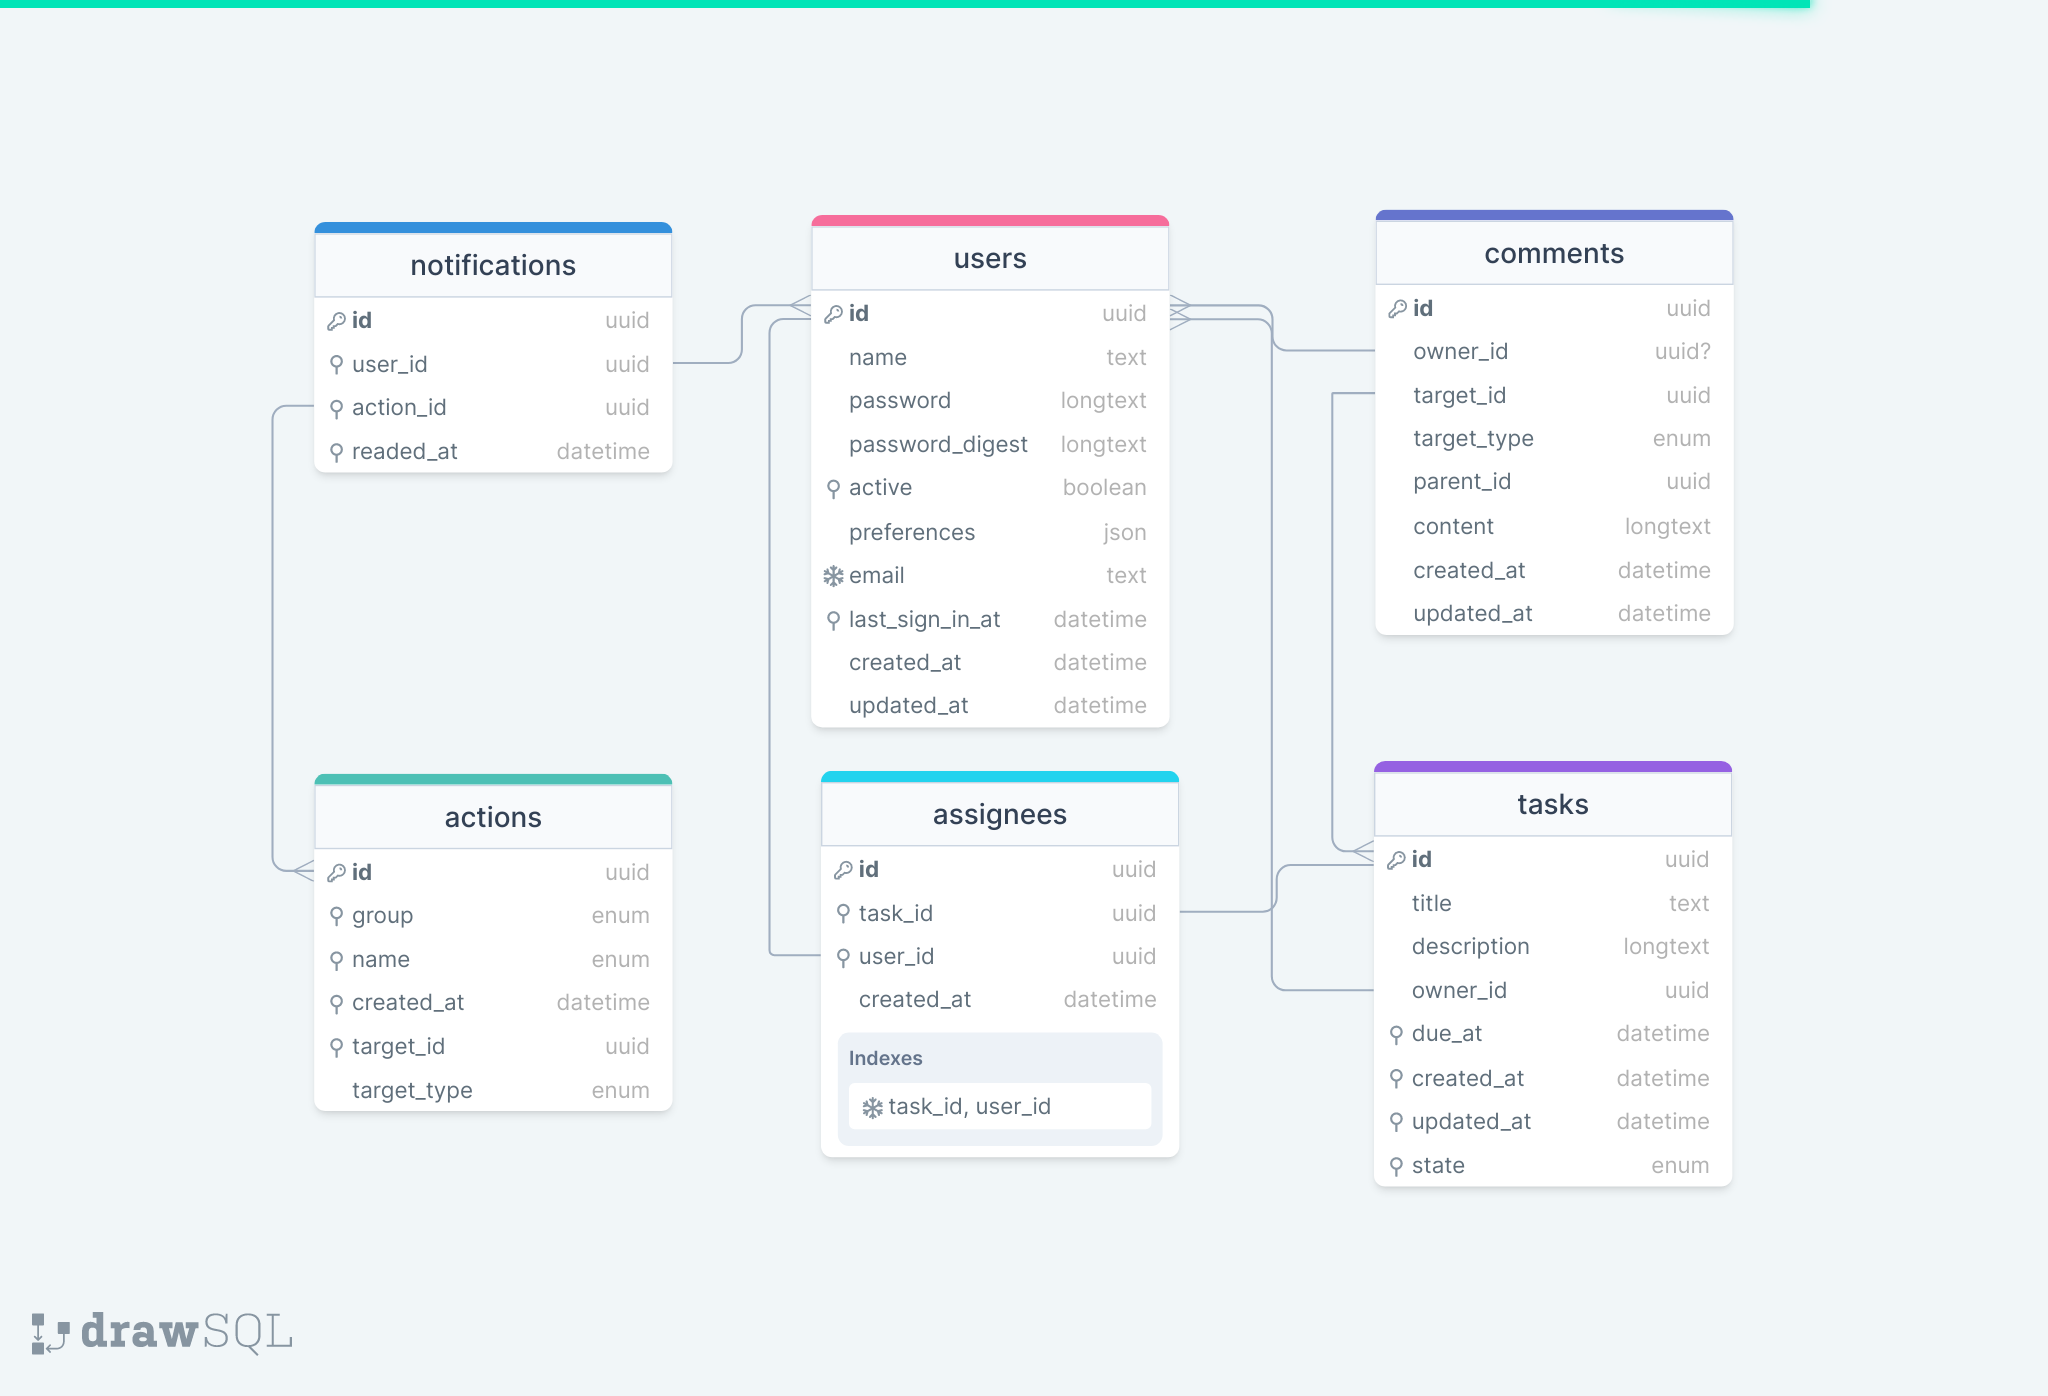 notifications
id uuid
user_id uuid
action_id uuid
readed_at datetime
users
id uuid
name text
password longtext
password_digest longtext
active boolean
preferences json
email text
last_sign_in_at datetime
created_at datetime
updated_at datetime
comments
id uuid
owner_id uuid?
target_id uuid
target_type enum
parent_id uuid
content longtext
created_at datetime
updated_at datetime
actions
id uuid
group enum
name enum
created_at datetime
target_id uuid
target_type enum
assignees
id uuid
task_id uuid
user_id uuid
created_at datetime
Indexes
task_id, user_id
tasks
id uuid
title text
description longtext
owner_id uuid
due_at datetime
created_at datetime
updated_at datetime
state enum
drawSQL